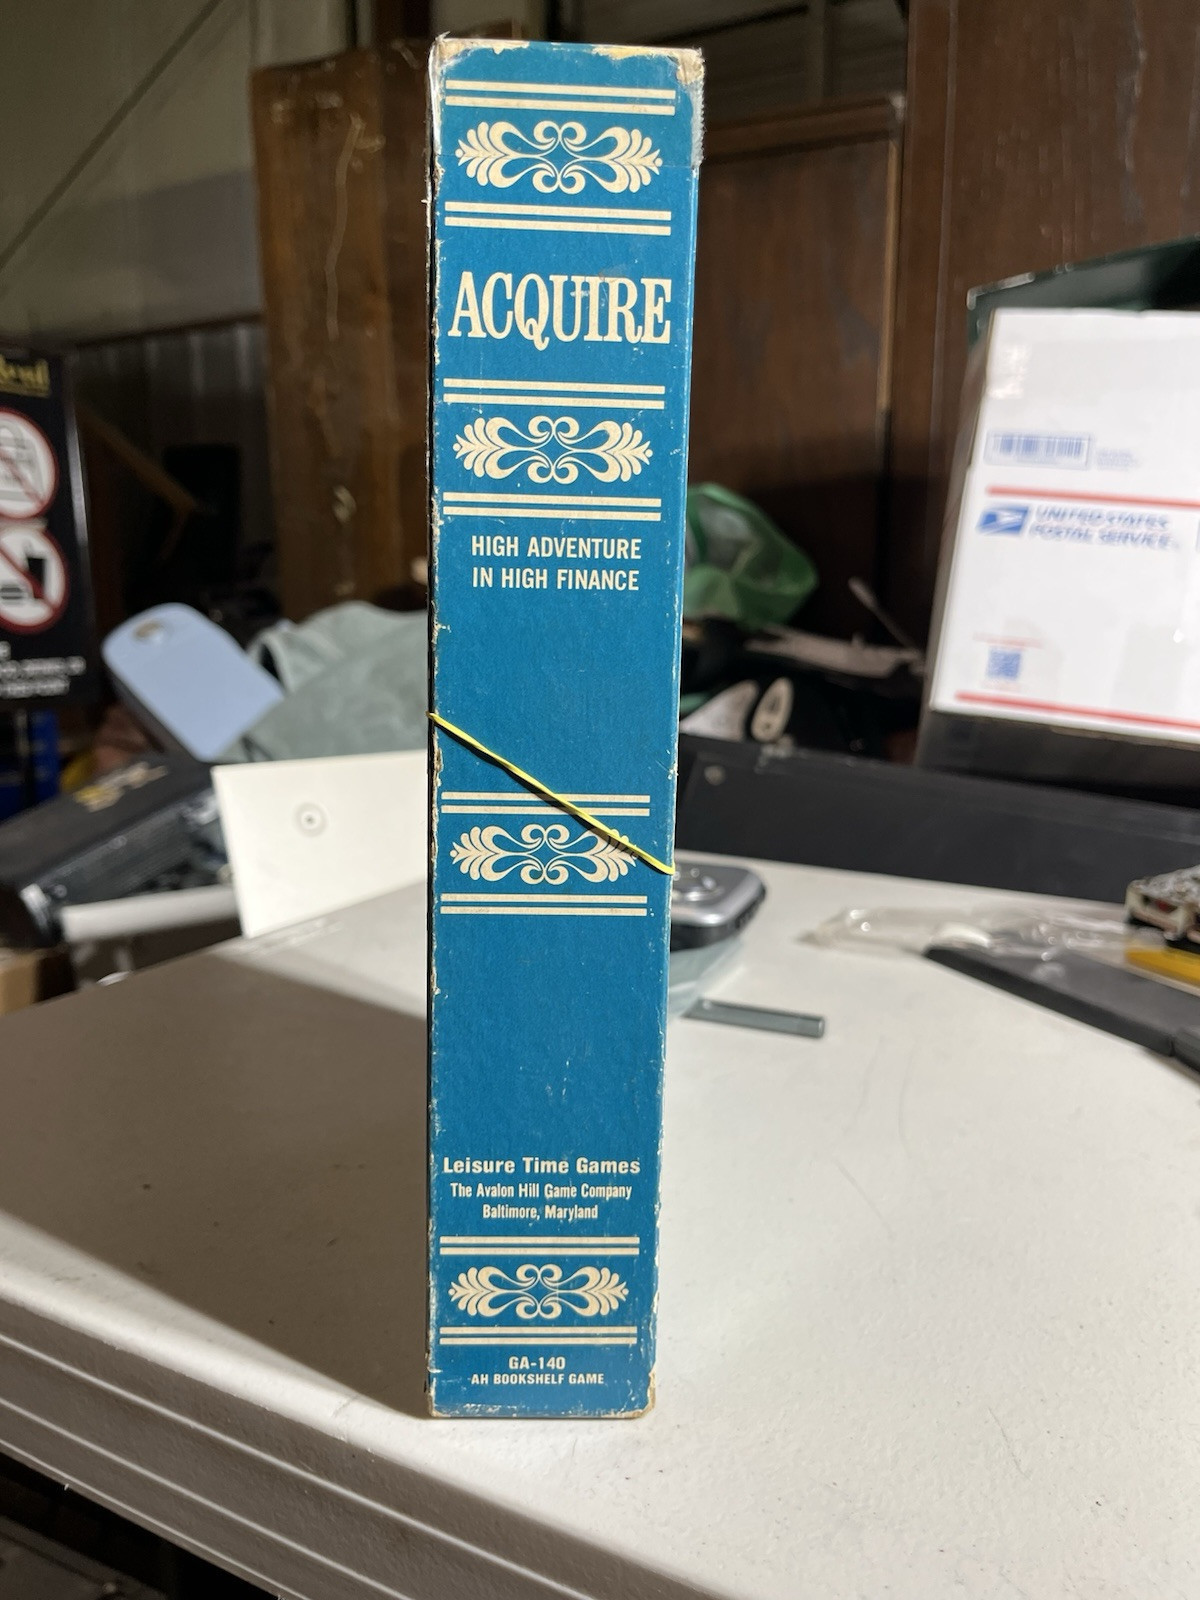 ACQUIRE
HIGH ADVENTURE
IN HIGH FINANCE
Leisure Time Games
The Avalon Hill Game Company
Baltimore, Maryland
GA-140
AH BOOKSHELF GAME
UNITED STATES
POSTAL SERVICE